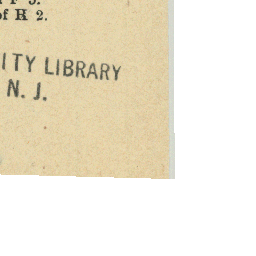 of H 2.
ITY LIBRARY
N. J.